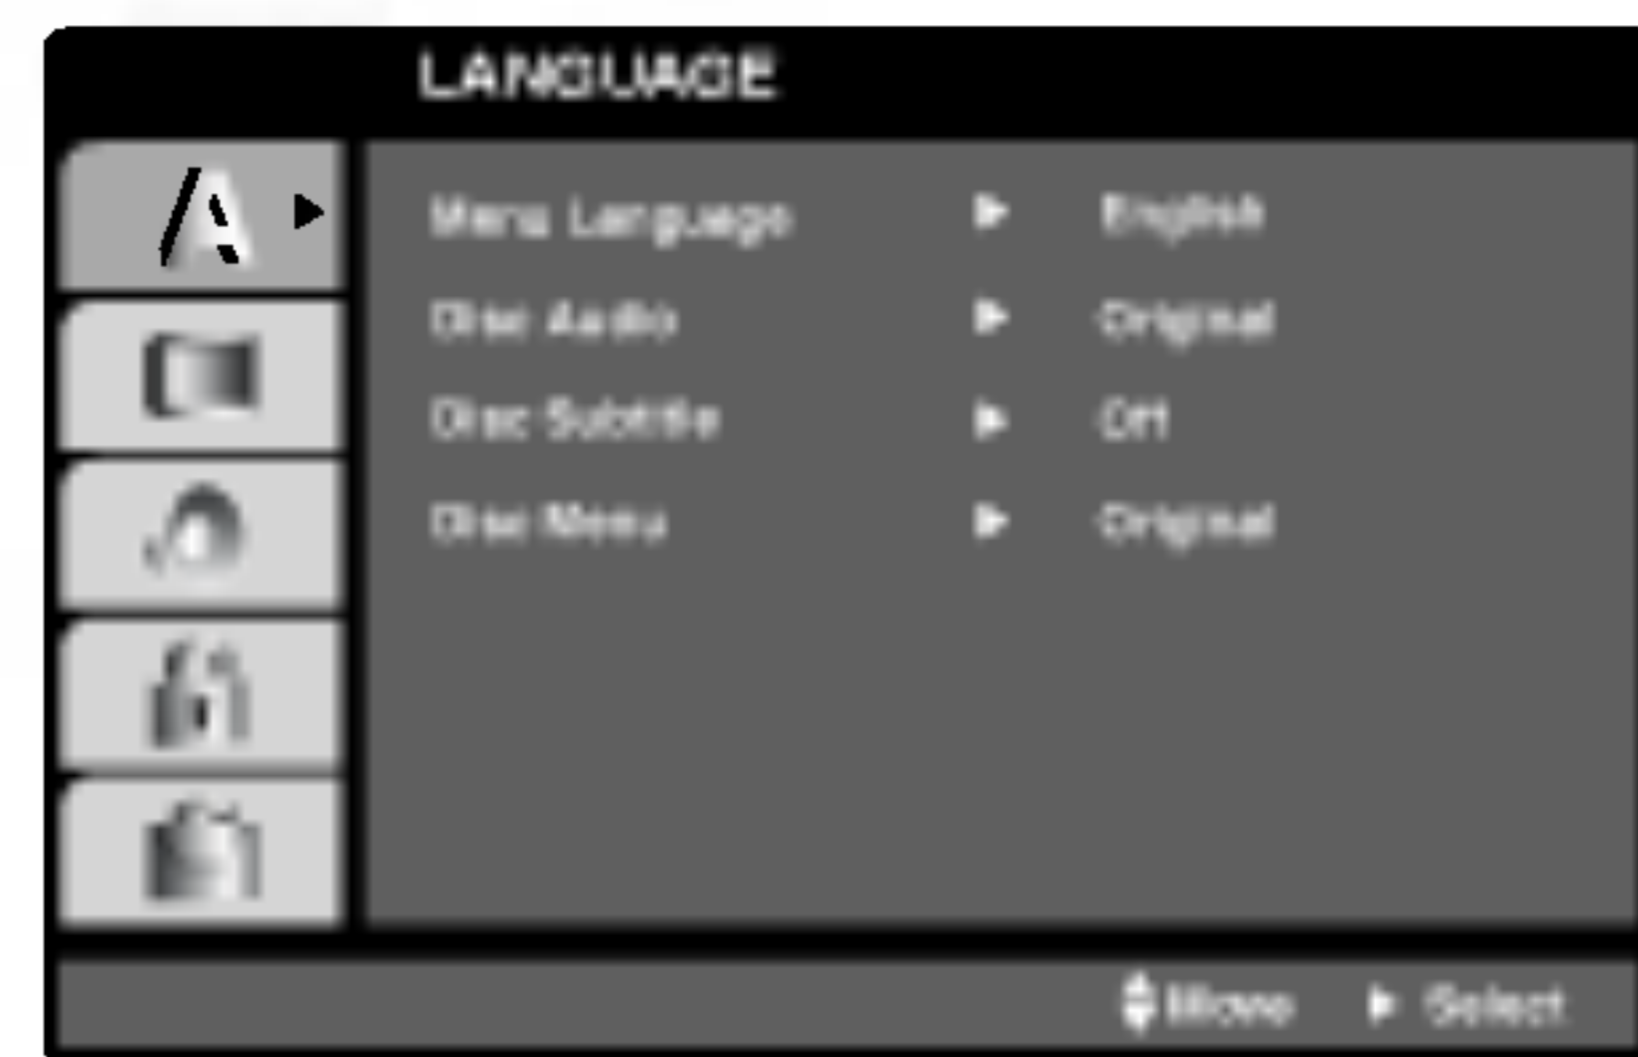 LANGUAGE
Menu Language ► English
Disc Audio ► Original
Disc Subtitle ► Off
Disc Menu ► Original
Move ► Select